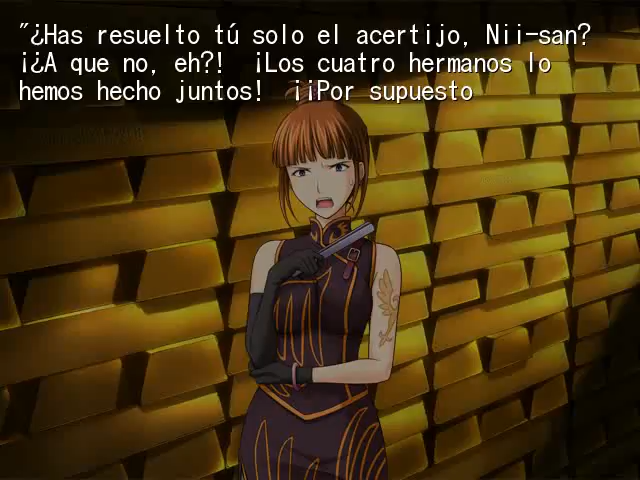 "¿Has resuelto tú solo el acertijo, Nii-san?
¡¿A que no, eh?!  ¡Los cuatro hermanos lo
hemos hecho juntos!  ¡¡Por supuesto